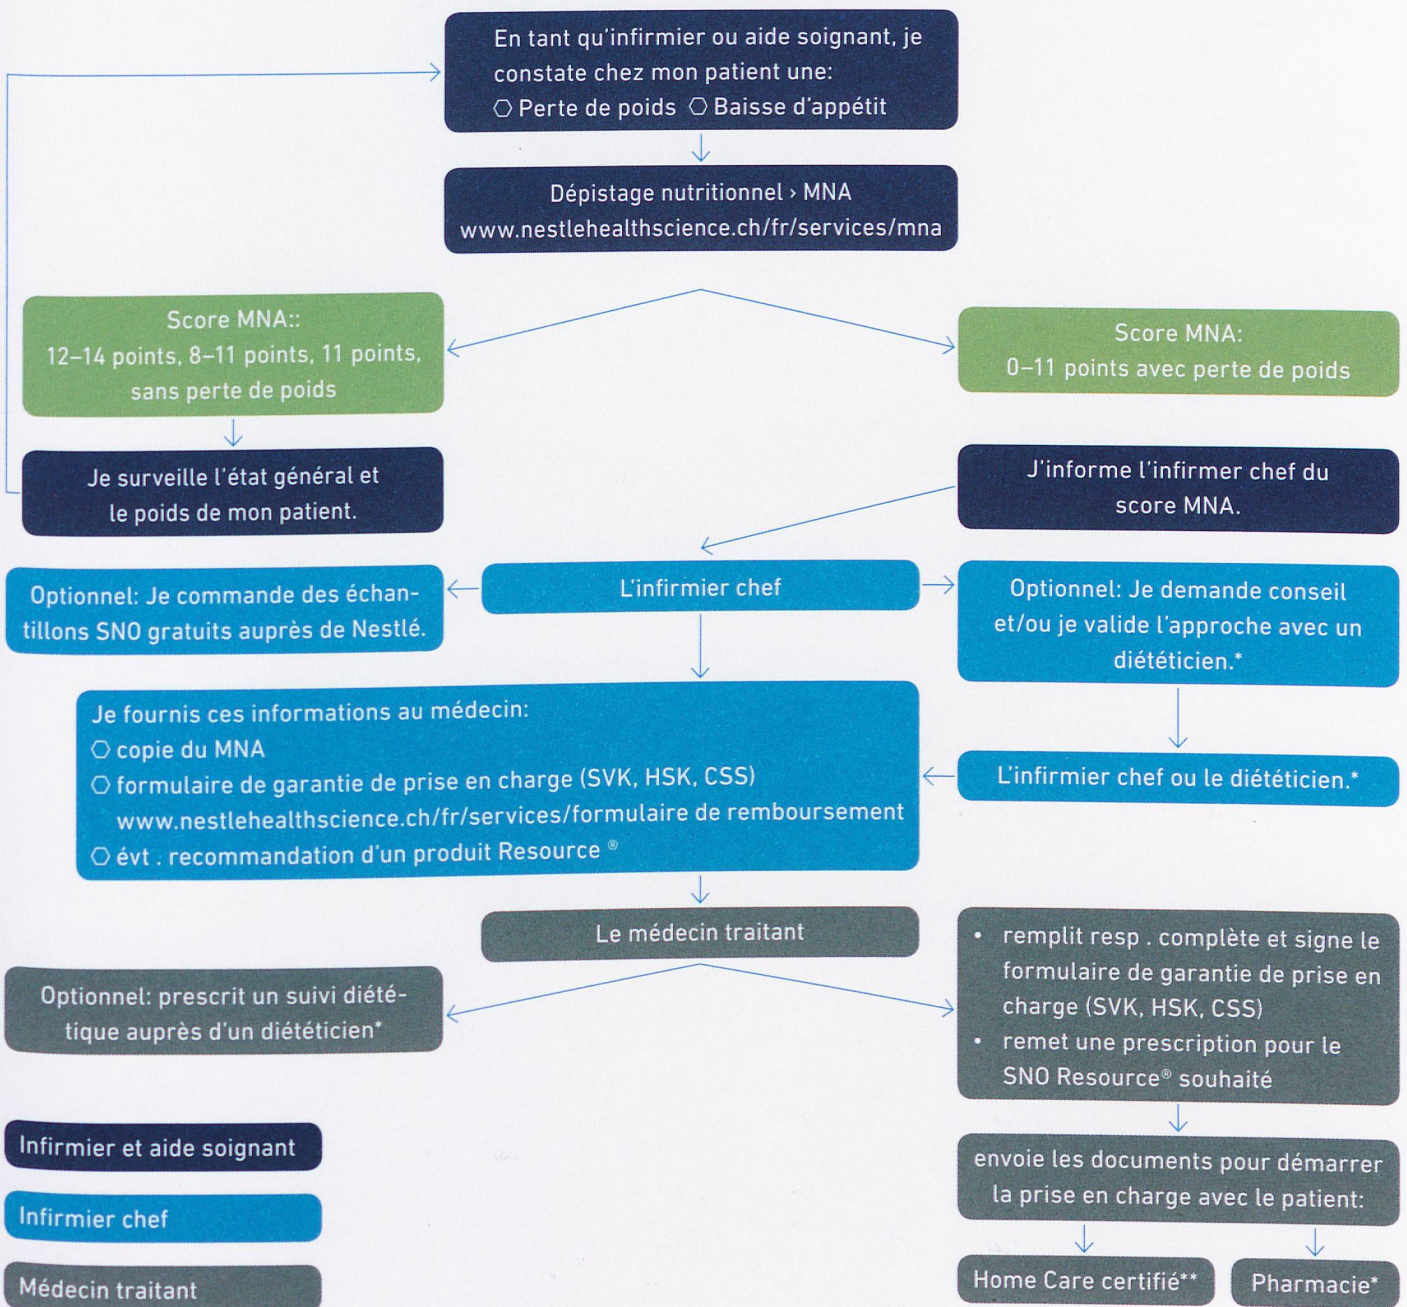 En tant qu'infirmier ou aide soignant, je
constate chez mon patient une:
Perte de poids Baisse d'appétit
Dépistage nutritionnel › MNA
www.nestlehealthscience.ch/fr/services/mna
Score MNA::
12–14 points, 8–11 points, 11 points,
sans perte de poids
Score MNA:
0–11 points avec perte de poids
Je surveille l'état général et
le poids de mon patient.
J'informe l'infirmer chef du
score MNA.
Optionnel: Je commande des échan-
tillons SNO gratuits auprès de Nestlé.
L'infirmier chef
Optionnel: Je demande conseil
et/ou je valide l'approche avec un
diététicien.*
Je fournis ces informations au médecin:
copie du MNA
formulaire de garantie de prise en charge (SVK, HSK, CSS)
www.nestlehealthscience.ch/fr/services/formulaire de remboursement
évt . recommandation d'un produit Resource ®
L'infirmier chef ou le diététicien.*
Le médecin traitant
Optionnel: prescrit un suivi diété-
tique auprès d'un diététicien*
• remplit resp . complète et signe le
formulaire de garantie de prise en
charge (SVK, HSK, CSS)
• remet une prescription pour le
SNO Resource® souhaité
envoie les documents pour démarrer
la prise en charge avec le patient:
Home Care certifié**
Pharmacie*
Infirmier et aide soignant
Infirmier chef
Médecin traitant